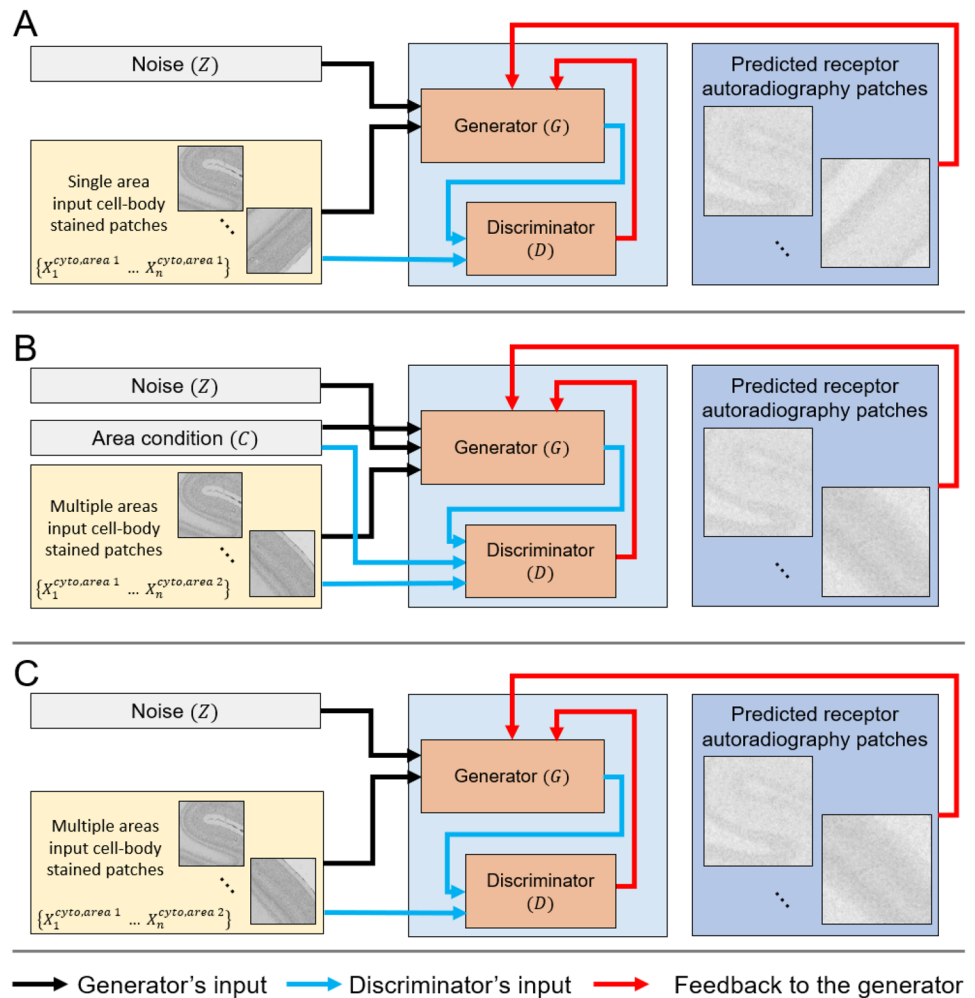 A
Noise (Z)
Single area
input cell-body
stained patches
{X_1^{cyto,area 1} … X_n^{cyto,area 1}}
Generator (G)
Discriminator
(D)
Predicted receptor
autoradiography patches
B
Noise (Z)
Area condition (C)
Multiple areas
input cell-body
stained patches
{X_1^{cyto,area 1} … X_n^{cyto,area 2}}
Generator (G)
Discriminator
(D)
Predicted receptor
autoradiography patches
C
Noise (Z)
Multiple areas
input cell-body
stained patches
{X_1^{cyto,area 1} … X_n^{cyto,area 2}}
Generator (G)
Discriminator
(D)
Predicted receptor
autoradiography patches
Generator's input
Discriminator's input
Feedback to the generator